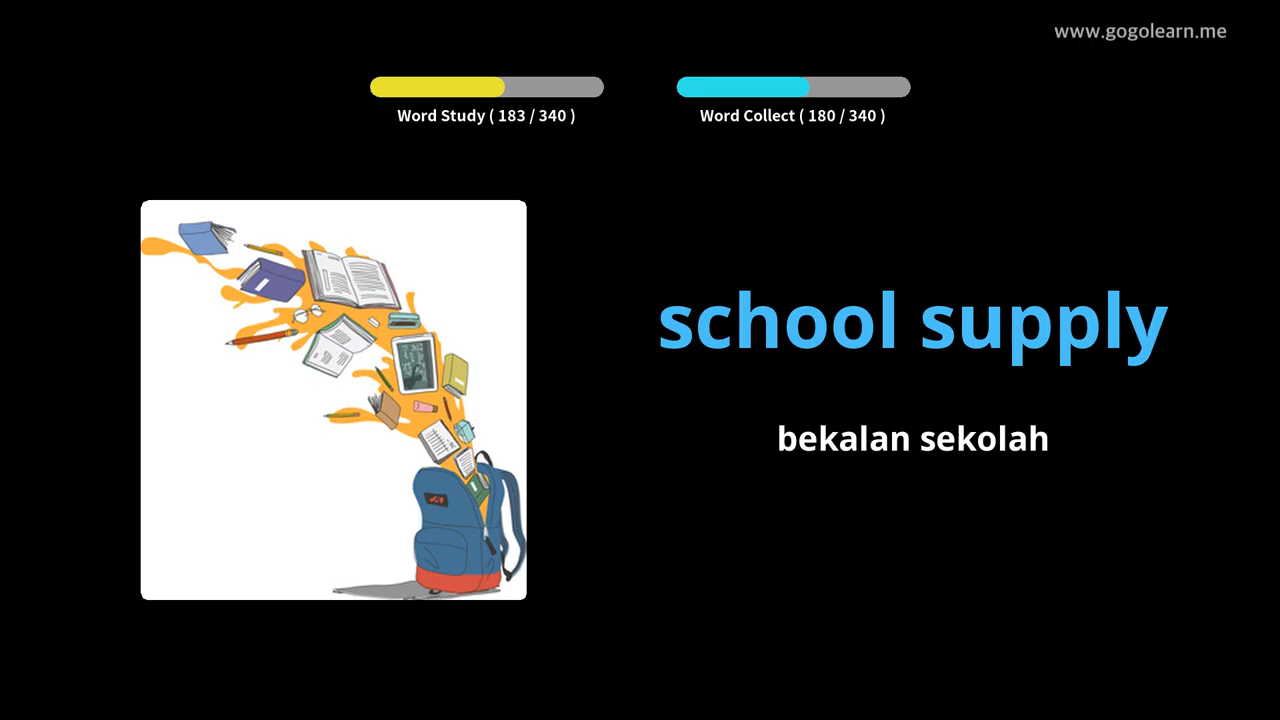 www.gogolearn.me
Word Study ( 183 / 340 )
Word Collect ( 180 / 340 )
school supply
bekalan sekolah